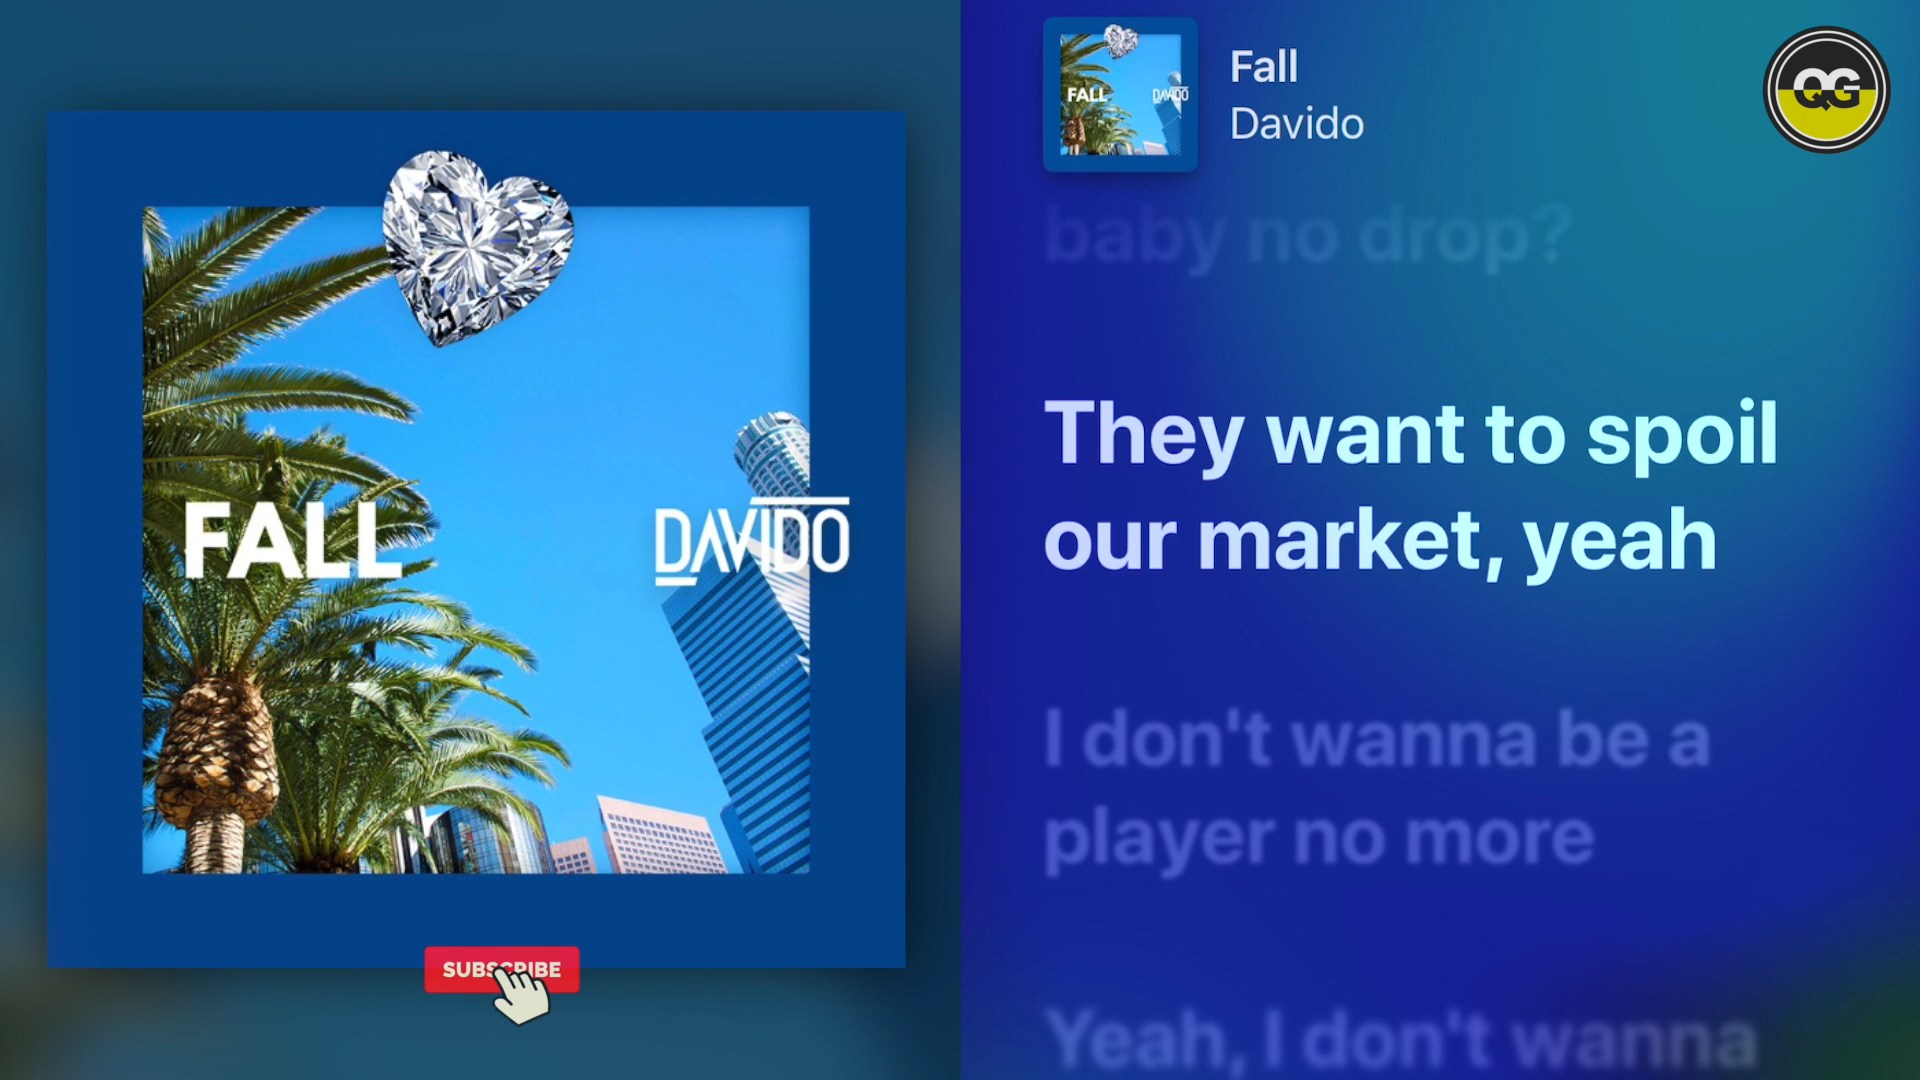 FALL
DAVIDO
SUBSCRIBE
FALL
DAVIDO
Fall
Davido
QG
baby no drop?
They want to spoil
our market, yeah
I don't wanna be a
player no more
Yeah, I don't wanna